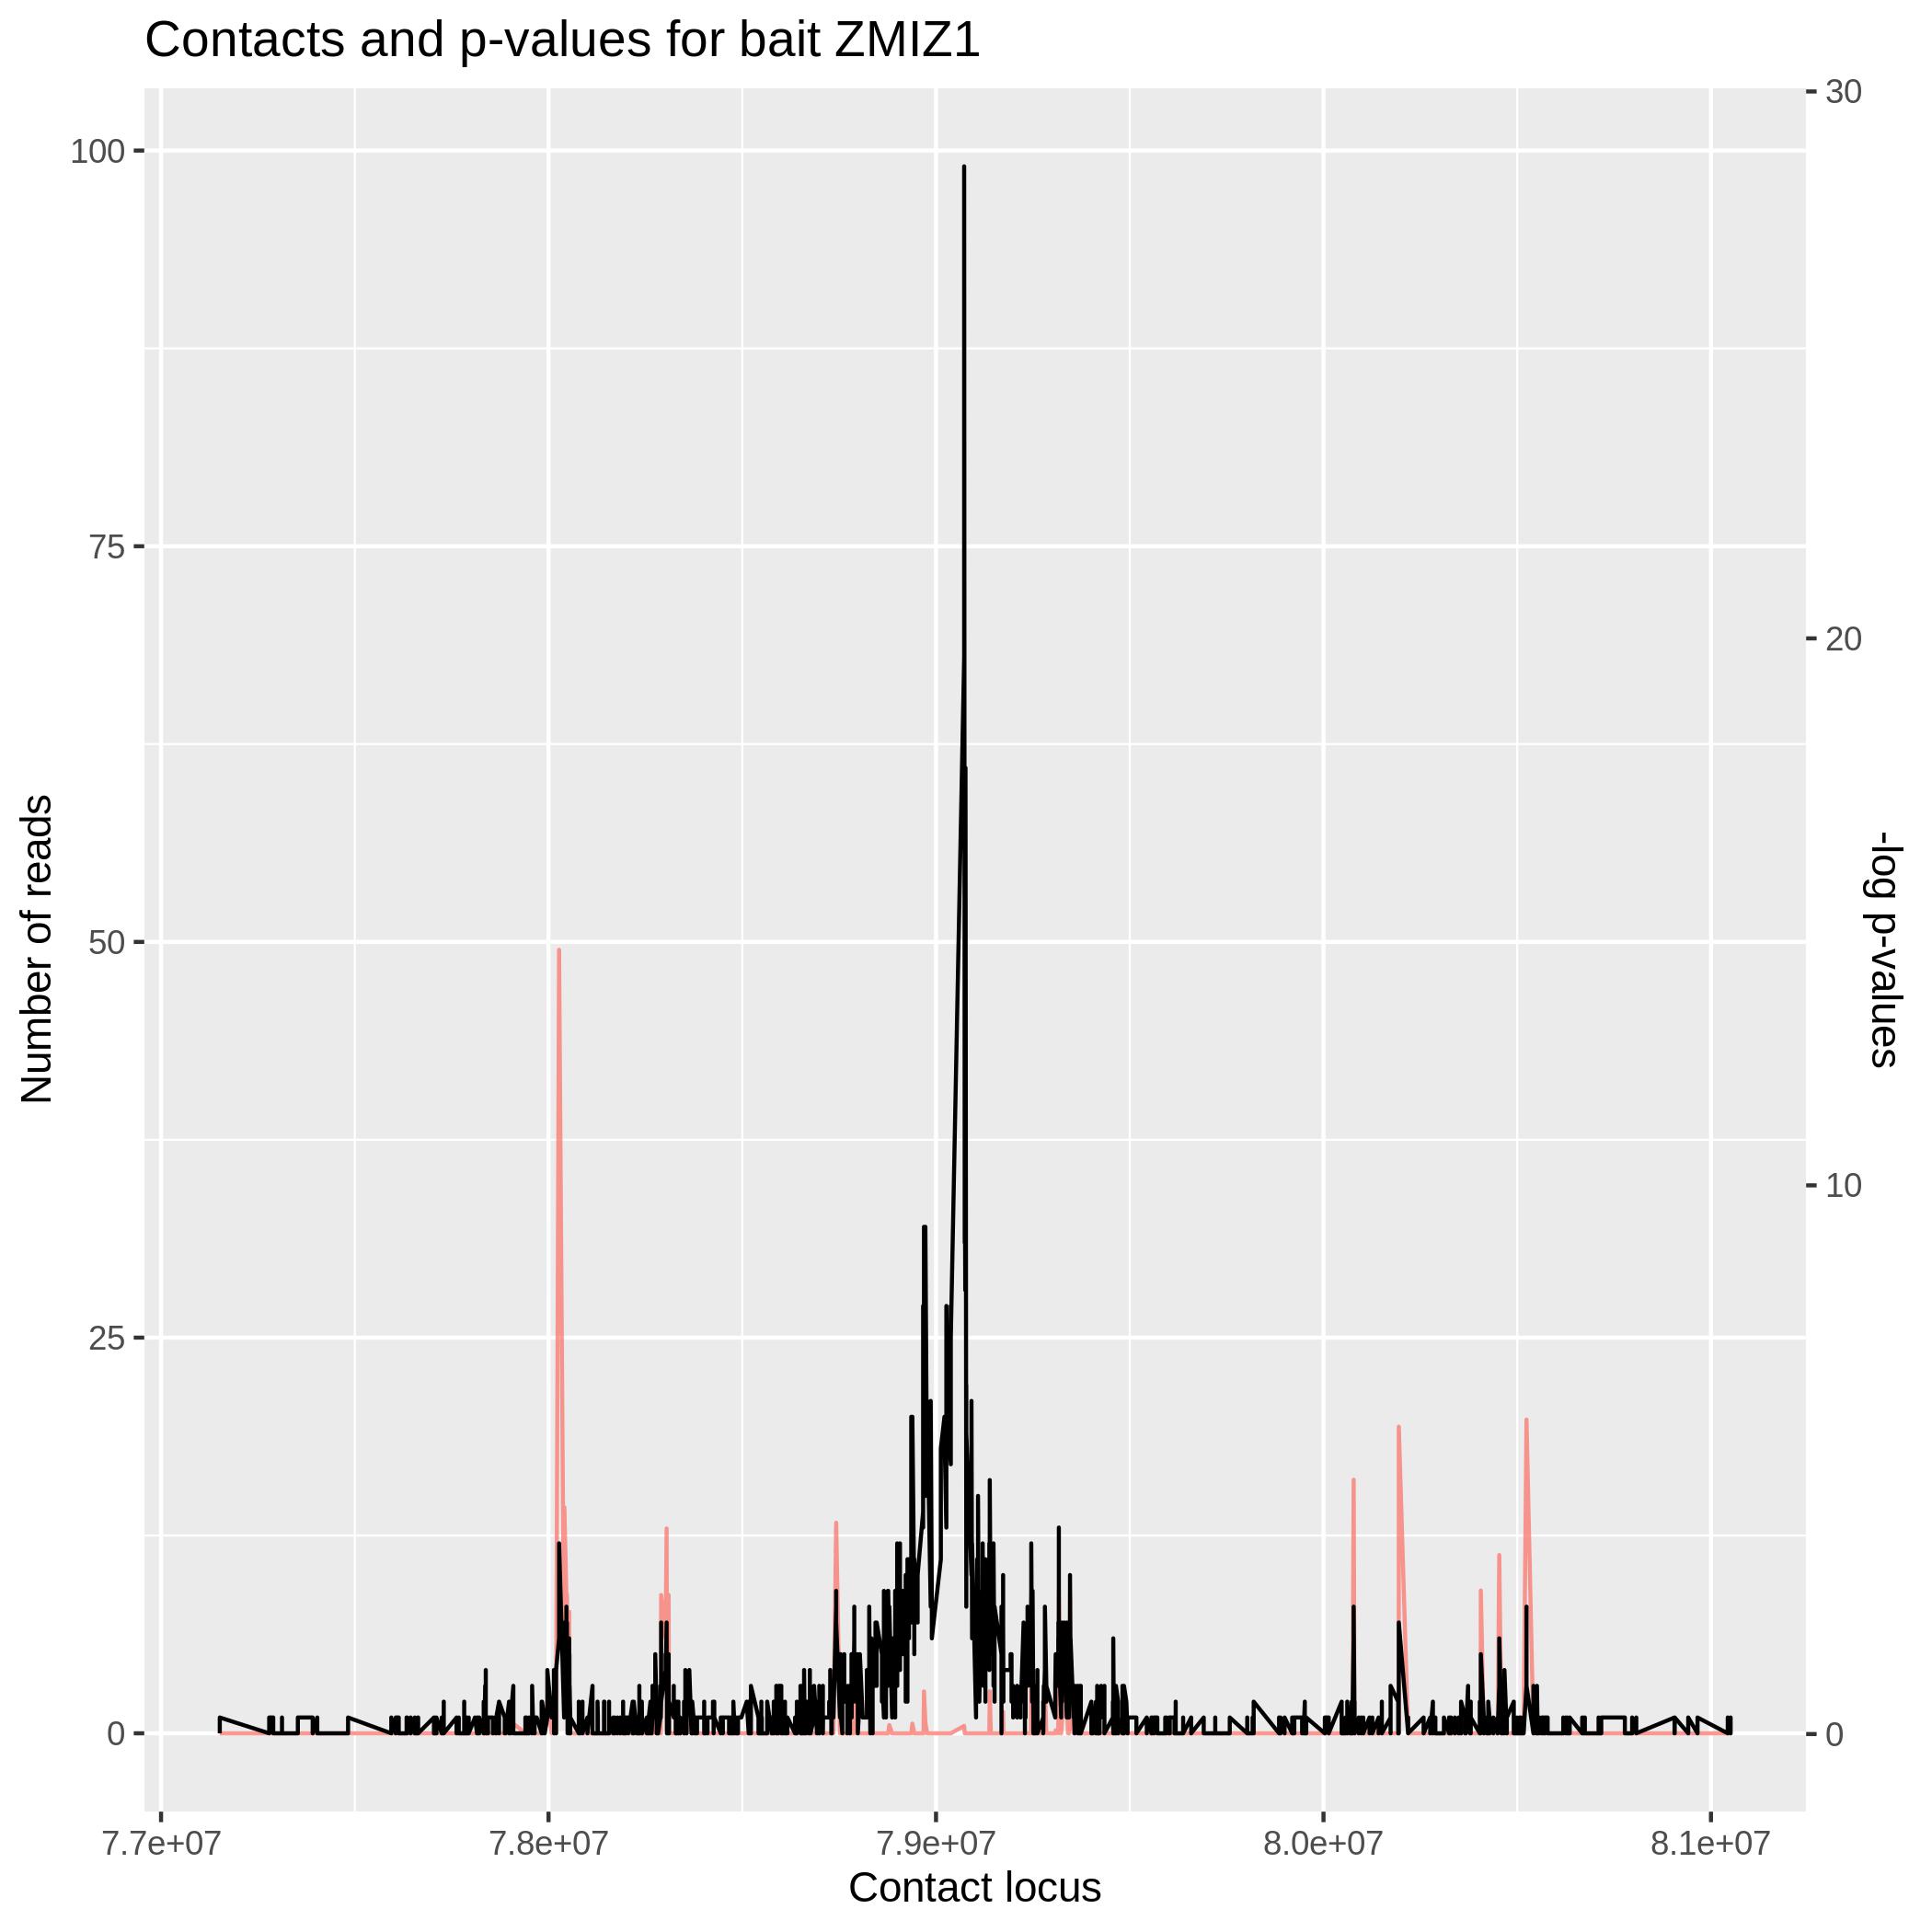 Contacts and p-values for bait ZMIZ1
30
100
75
20
Number of reads
-log p-values
50
10
25
0
0
7.7e+07
7.8e+07
7.9e+07
8.0e+07
8.1e+07
Contact locus